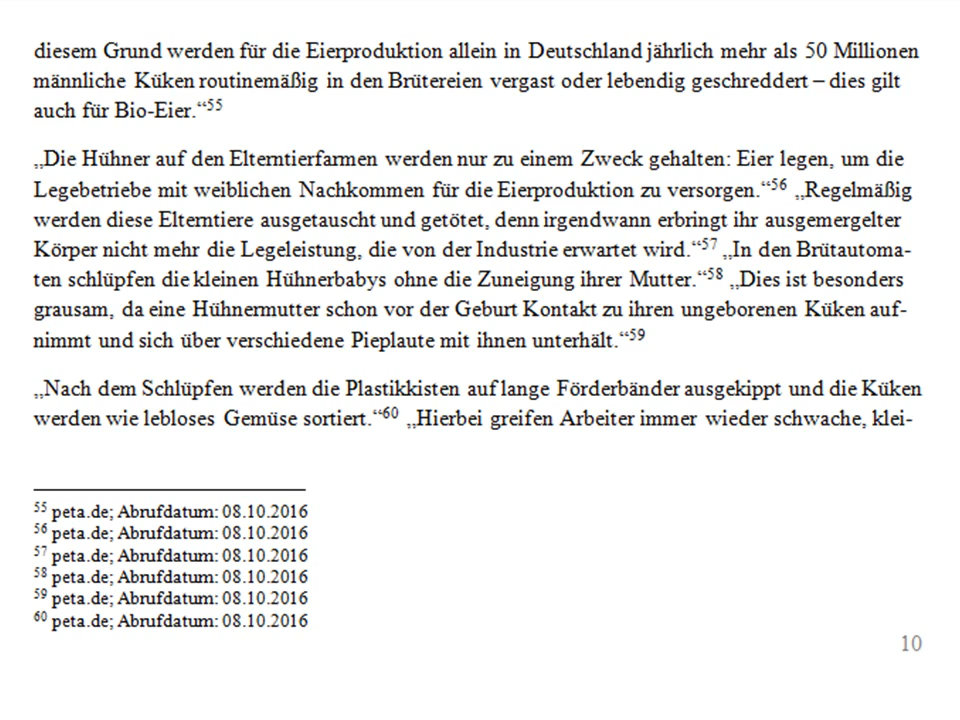 diesem Grund werden für die Eierproduktion allein in Deutschland jährlich mehr als 50 Millionen
männliche Küken routinemäßig in den Brütereien vergast oder lebendig geschreddert – dies gilt
auch für Bio-Eier.“55
„Die Hühner auf den Elterntierfarmen werden nur zu einem Zweck gehalten: Eier legen, um die
Legebetriebe mit weiblichen Nachkommen für die Eierproduktion zu versorgen.“56 „Regelmäßig
werden diese Elterntiere ausgetauscht und getötet, denn irgendwann erbringt ihr ausgemergelter
Körper nicht mehr die Legeleistung, die von der Industrie erwartet wird.“57 „In den Brütautoma-
ten schlüpfen die kleinen Hühnerbabys ohne die Zuneigung ihrer Mutter.“58 „Dies ist besonders
grausam, da eine Hühnermutter schon vor der Geburt Kontakt zu ihren ungeborenen Küken auf-
nimmt und sich über verschiedene Pieplaute mit ihnen unterhält.“59
„Nach dem Schlüpfen werden die Plastikkisten auf lange Förderbänder ausgekippt und die Küken
werden wie lebloses Gemüse sortiert.“60 „Hierbei greifen Arbeiter immer wieder schwache, klei-
55 peta.de; Abrufdatum: 08.10.2016
56 peta.de; Abrufdatum: 08.10.2016
57 peta.de; Abrufdatum: 08.10.2016
58 peta.de; Abrufdatum: 08.10.2016
59 peta.de; Abrufdatum: 08.10.2016
60 peta.de; Abrufdatum: 08.10.2016
10